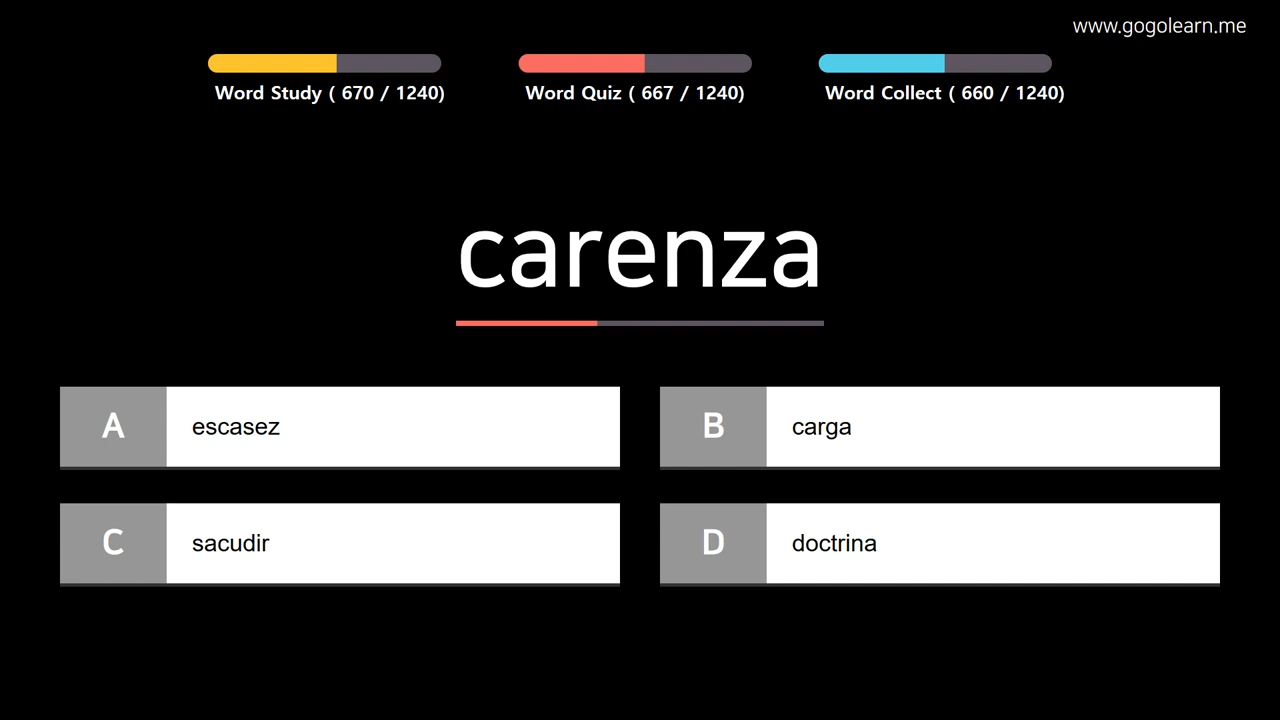 www.gogolearn.me
Word Study ( 670 / 1240)
Word Quiz ( 667 / 1240)
Word Collect ( 660 / 1240)
carenza
A escasez
B carga
C sacudir
D doctrina